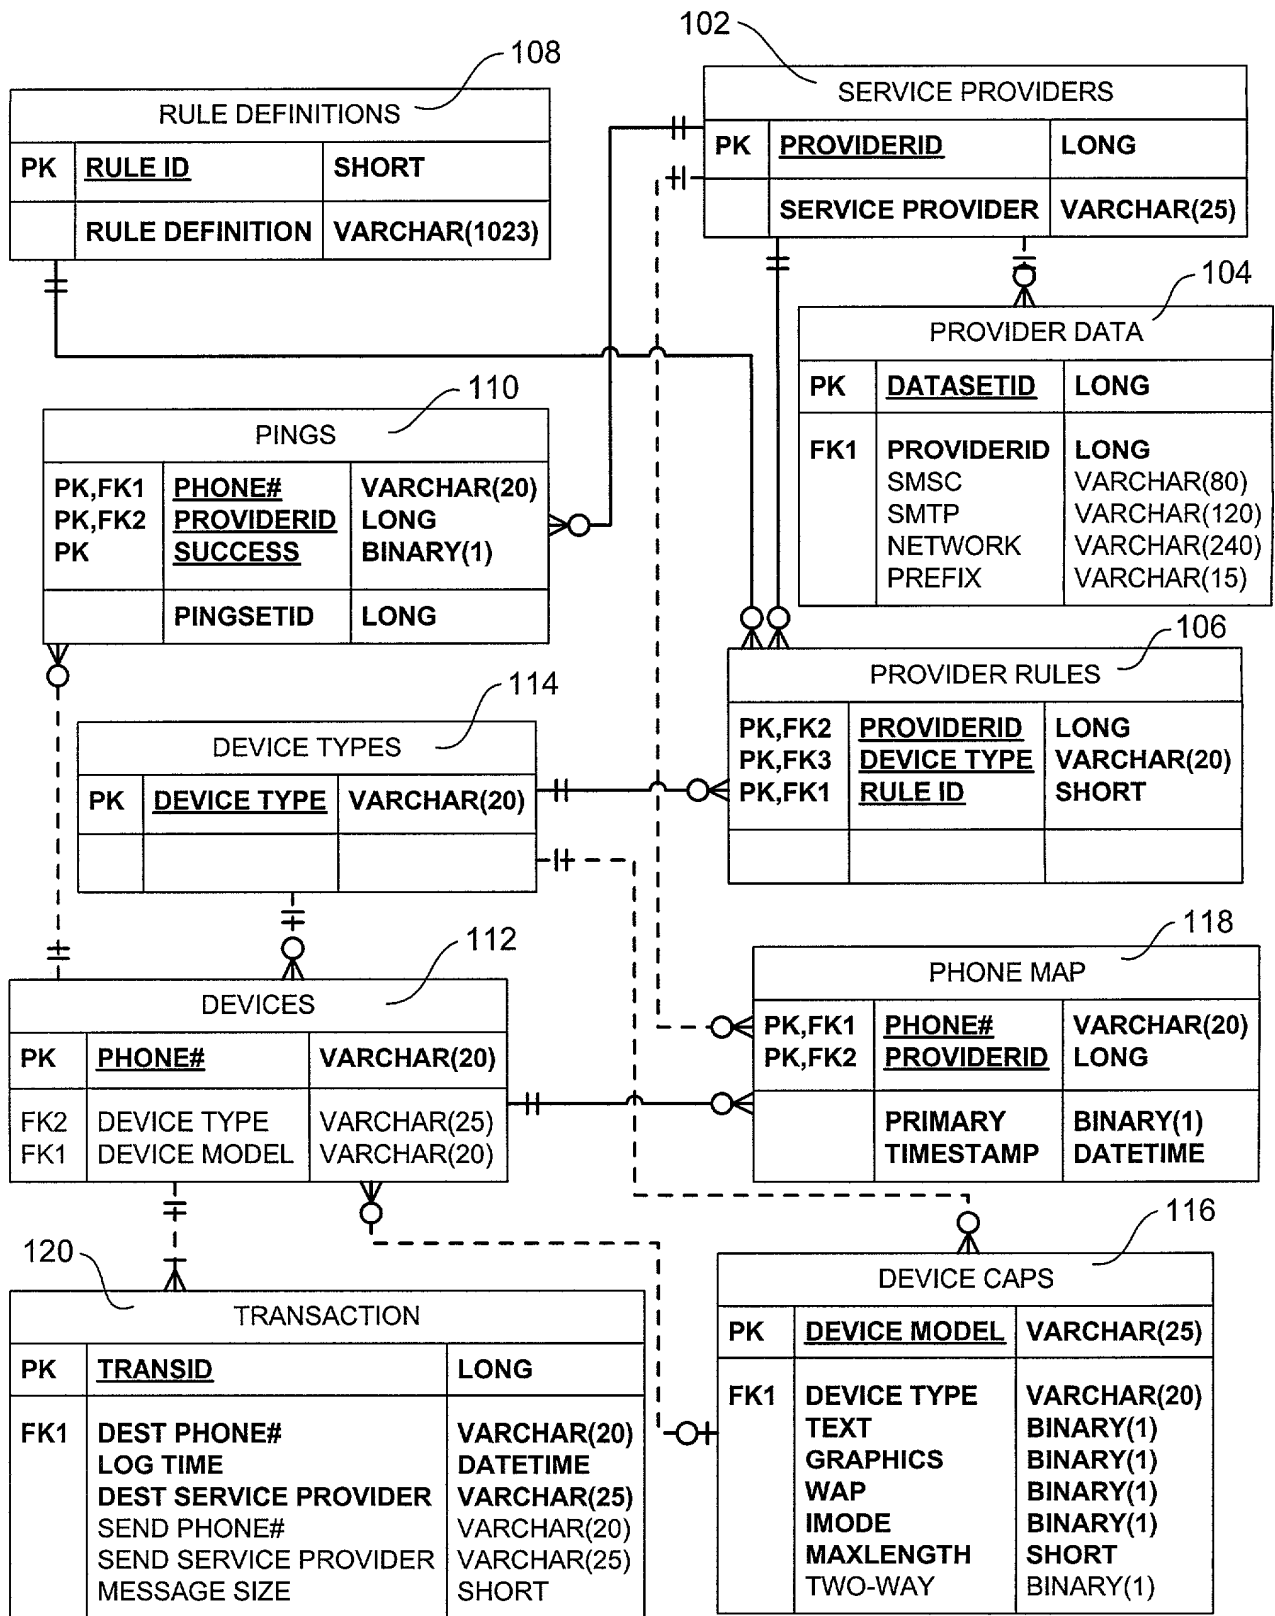 102
SERVICE PROVIDERS
PK PROVIDERID LONG
SERVICE PROVIDER VARCHAR(25)
108
RULE DEFINITIONS
PK RULE ID SHORT
RULE DEFINITION VARCHAR(1023)
104
PROVIDER DATA
PK DATASETID LONG
FK1 PROVIDERID LONG
SMSC VARCHAR(80)
SMTP VARCHAR(120)
NETWORK VARCHAR(240)
PREFIX VARCHAR(15)
110
PINGS
PK,FK1 PHONE# VARCHAR(20)
PK,FK2 PROVIDERID LONG
PK SUCCESS BINARY(1)
PINGSETID LONG
106
PROVIDER RULES
PK,FK2 PROVIDERID LONG
PK,FK3 DEVICE TYPE VARCHAR(20)
PK,FK1 RULE ID SHORT
114
DEVICE TYPES
PK DEVICE TYPE VARCHAR(20)
112
DEVICES
PK PHONE# VARCHAR(20)
FK2 DEVICE TYPE VARCHAR(25)
FK1 DEVICE MODEL VARCHAR(20)
118
PHONE MAP
PK,FK1 PHONE# VARCHAR(20)
PK,FK2 PROVIDERID LONG
PRIMARY BINARY(1)
TIMESTAMP DATETIME
120
TRANSACTION
PK TRANSID LONG
FK1 DEST PHONE# VARCHAR(20)
LOG TIME DATETIME
DEST SERVICE PROVIDER VARCHAR(25)
SEND PHONE# VARCHAR(20)
SEND SERVICE PROVIDER VARCHAR(25)
MESSAGE SIZE SHORT
116
DEVICE CAPS
PK DEVICE MODEL VARCHAR(25)
FK1 DEVICE TYPE VARCHAR(20)
TEXT BINARY(1)
GRAPHICS BINARY(1)
WAP BINARY(1)
IMODE BINARY(1)
MAXLENGTH SHORT
TWO-WAY BINARY(1)